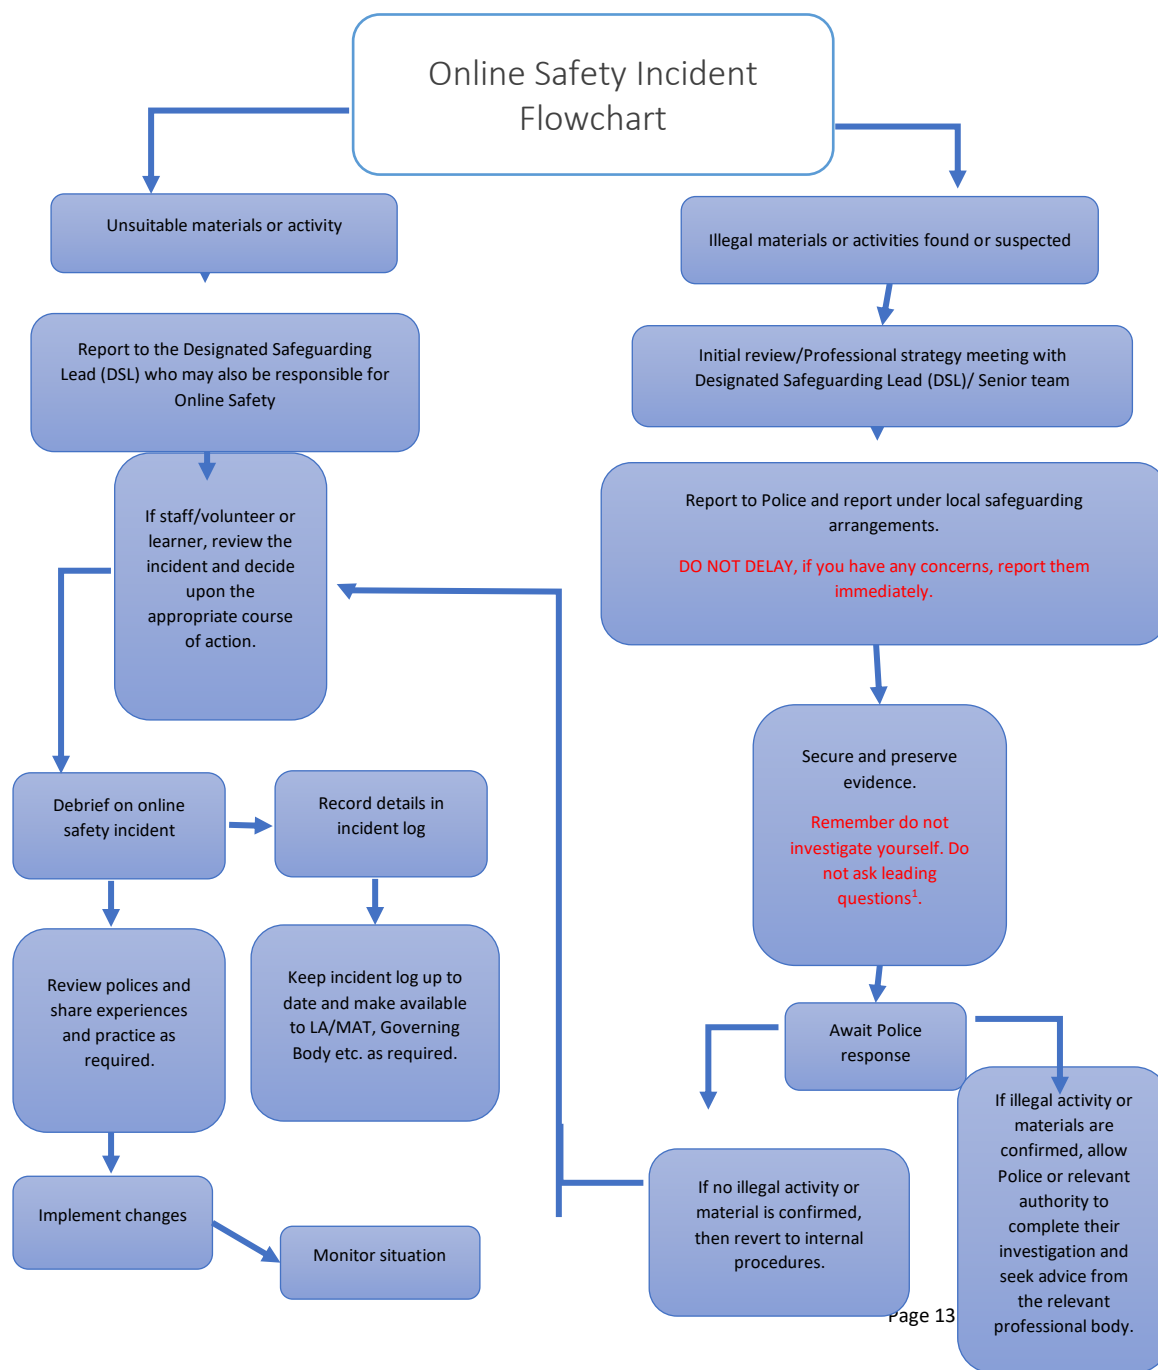 Online Safety Incident
Flowchart
Unsuitable materials or activity
Report to the Designated Safeguarding
Lead (DSL) who may also be responsible for
Online Safety
If staff/volunteer or
learner, review the
incident and decide
upon the
appropriate course
of action.
Debrief on online
safety incident
Record details in
incident log
Review polices and
share experiences
and practice as
required.
Keep incident log up to
date and make available
to LA/MAT, Governing
Body etc. as required.
Implement changes
Monitor situation
Illegal materials or activities found or suspected
Initial review/Professional strategy meeting with
Designated Safeguarding Lead (DSL)/ Senior team
Report to Police and report under local safeguarding
arrangements.
DO NOT DELAY, if you have any concerns, report them
immediately.
Secure and preserve
evidence.
Remember do not
investigate yourself. Do
not ask leading
questions¹.
Await Police
response
If no illegal activity or
material is confirmed,
then revert to internal
procedures.
If illegal activity or
materials are
confirmed, allow
Police or relevant
authority to
complete their
investigation and
seek advice from
the relevant
professional body.
Page 13